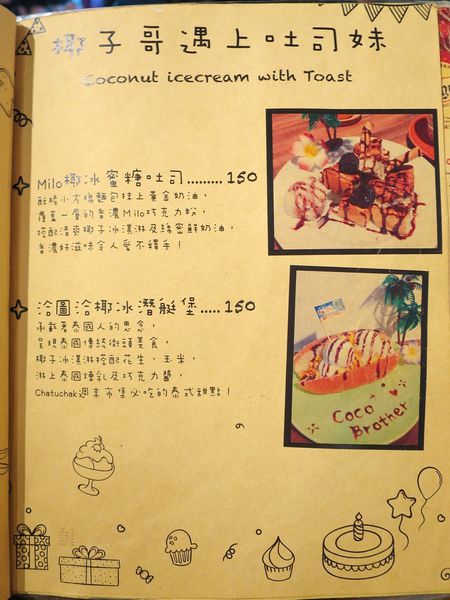 椰子哥遇上吐司妹
Coconut icecream with Toast
Milo椰冰蜜糖吐司.........150
酥脆小方塊麵包挂上黃金奶油，
覆蓋一層的香濃Milo巧克力粉，
搭配清爽椰子冰淇淋及綿密鮮奶油，
香濃好滋味令人愛不釋手！
洽圖洽椰冰潛艇堡.....150
承載著泰國人的思念，
呈現泰國傳統街頭美食，
椰子冰淇淋搭配花生、玉米，
淋上泰國煉乳及巧克力醬，
Chatuchak週末市集必吃的泰式甜點！
Coco
Brother